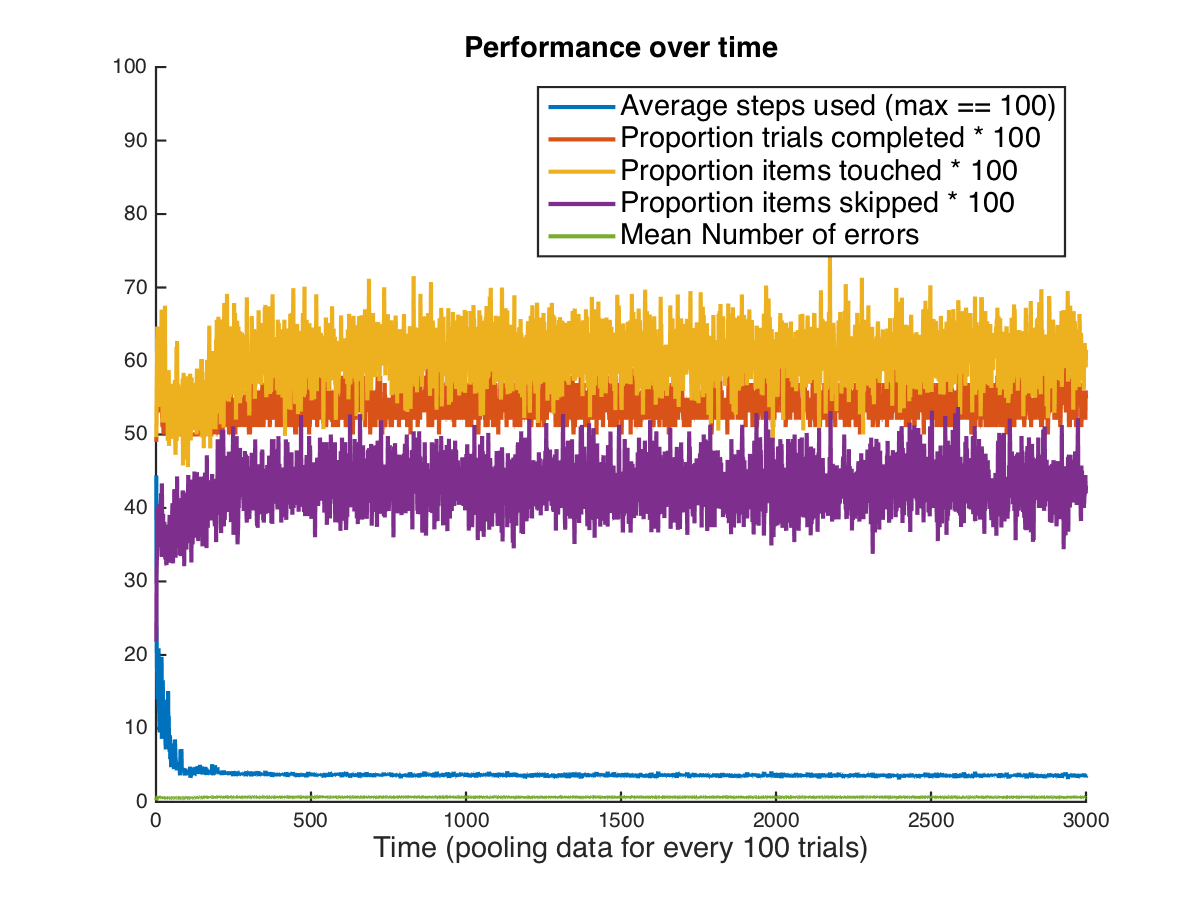 Performance over time
100
90
80
70
60
50
40
30
20
10
0
Average steps used (max == 100)
Proportion trials completed * 100
Proportion items touched * 100
Proportion items skipped * 100
Mean Number of errors
0 500 1000 1500 2000 2500 3000
Time (pooling data for every 100 trials)